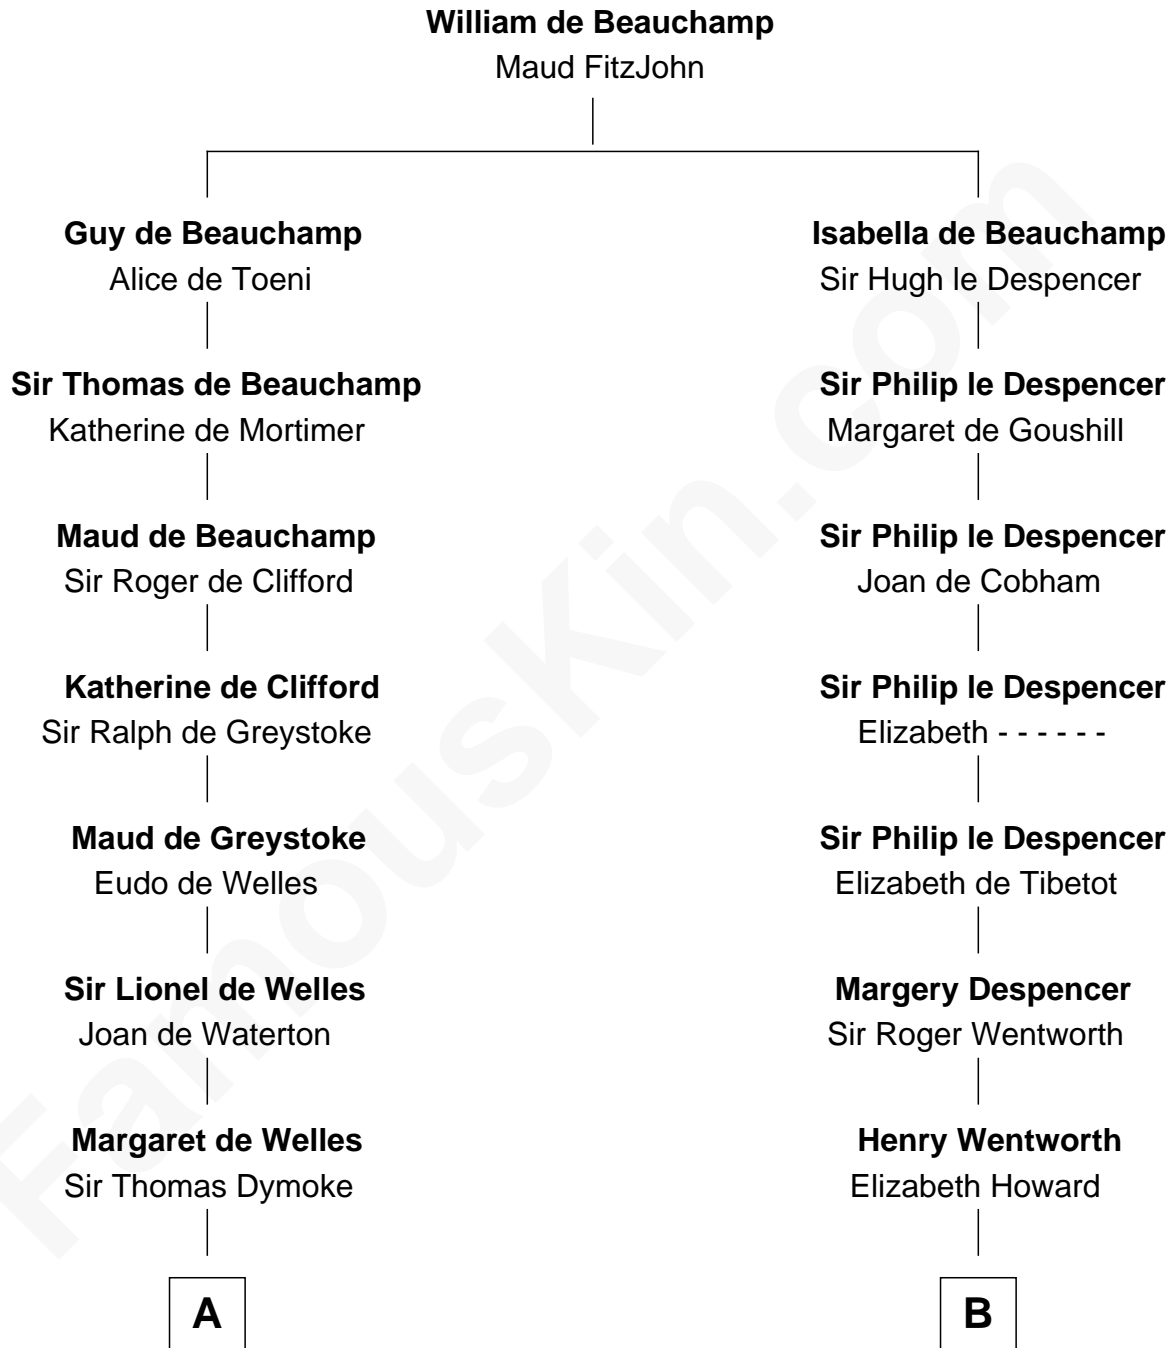 William de Beauchamp
Maud FitzJohn
Guy de Beauchamp
Alice de Toeni
Sir Thomas de Beauchamp
Katherine de Mortimer
Maud de Beauchamp
Sir Roger de Clifford
Katherine de Clifford
Sir Ralph de Greystoke
Maud de Greystoke
Eudo de Welles
Sir Lionel de Welles
Joan de Waterton
Margaret de Welles
Sir Thomas Dymoke
A
Isabella de Beauchamp
Sir Hugh le Despencer
Sir Philip le Despencer
Margaret de Goushill
Sir Philip le Despencer
Joan de Cobham
Sir Philip le Despencer
Elizabeth - - - - - -
Sir Philip le Despencer
Elizabeth de Tibetot
Margery Despencer
Sir Roger Wentworth
Henry Wentworth
Elizabeth Howard
B
FamousKin.com